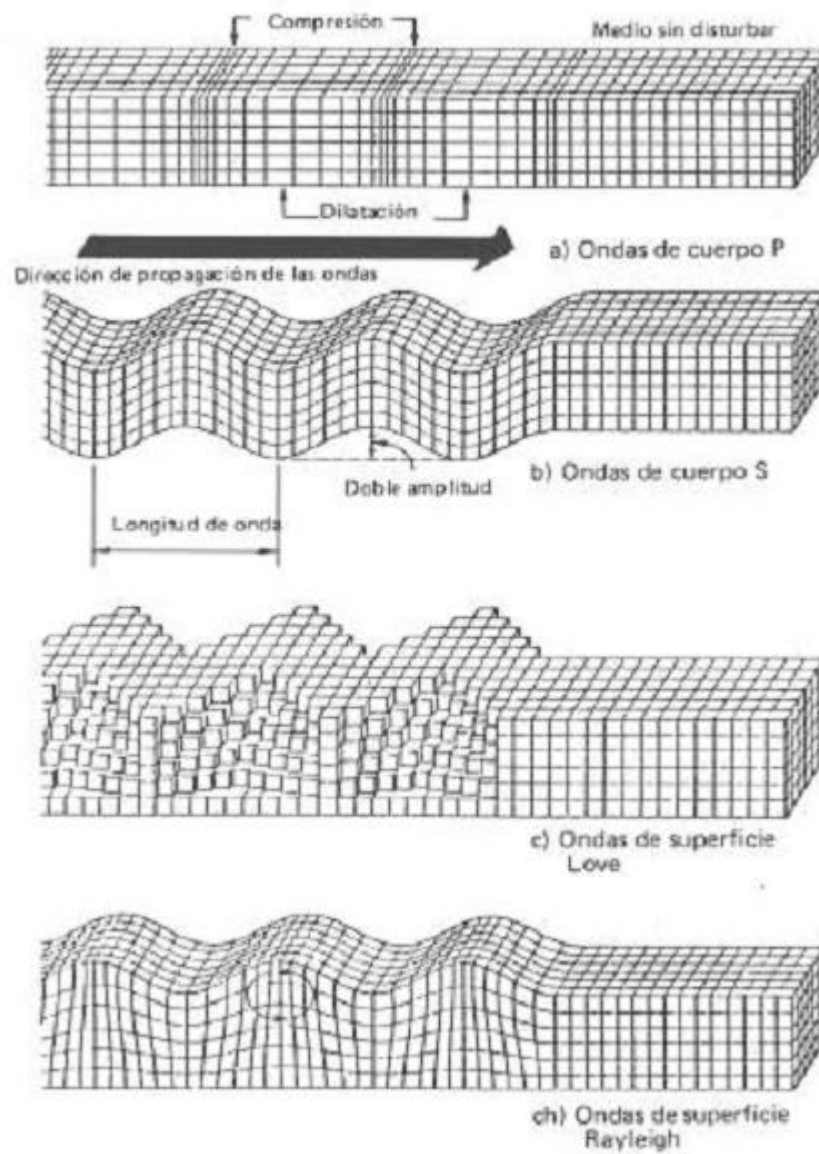 Compresión
Medio sin disturbar
Dilatación
a) Ondas de cuerpo P
Dirección de propagación de las ondas
b) Ondas de cuerpo S
Doble amplitud
Longitud de onda
c) Ondas de superficie
Love
ch) Ondas de superficie
Rayleigh